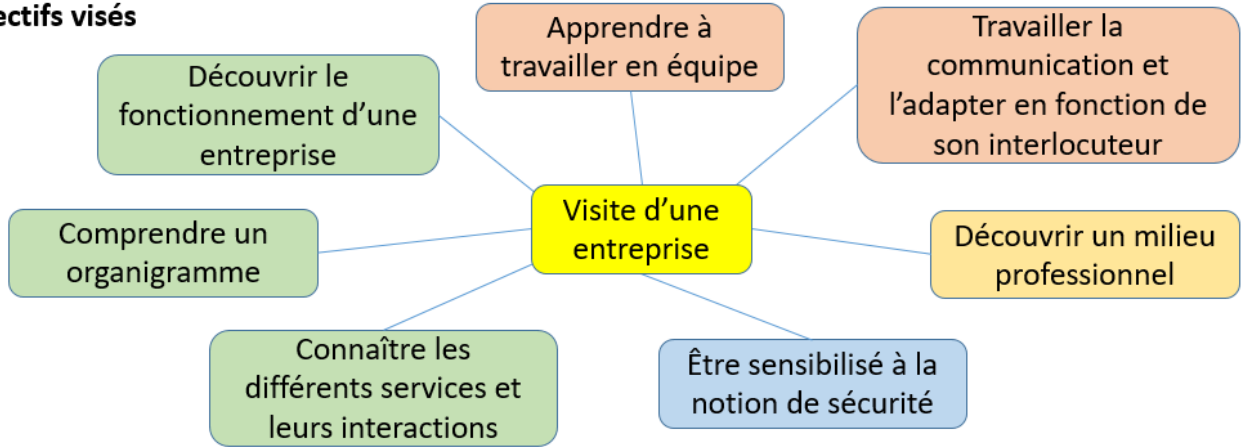 ectifs visés
Apprendre à
travailler en équipe
Travailler la
communication et
l'adapter en fonction de
son interlocuteur
Découvrir le
fonctionnement d'une
entreprise
Visite d'une
entreprise
Comprendre un
organigramme
Découvrir un milieu
professionnel
Connaître les
différents services et
leurs interactions
Être sensibilisé à la
notion de sécurité